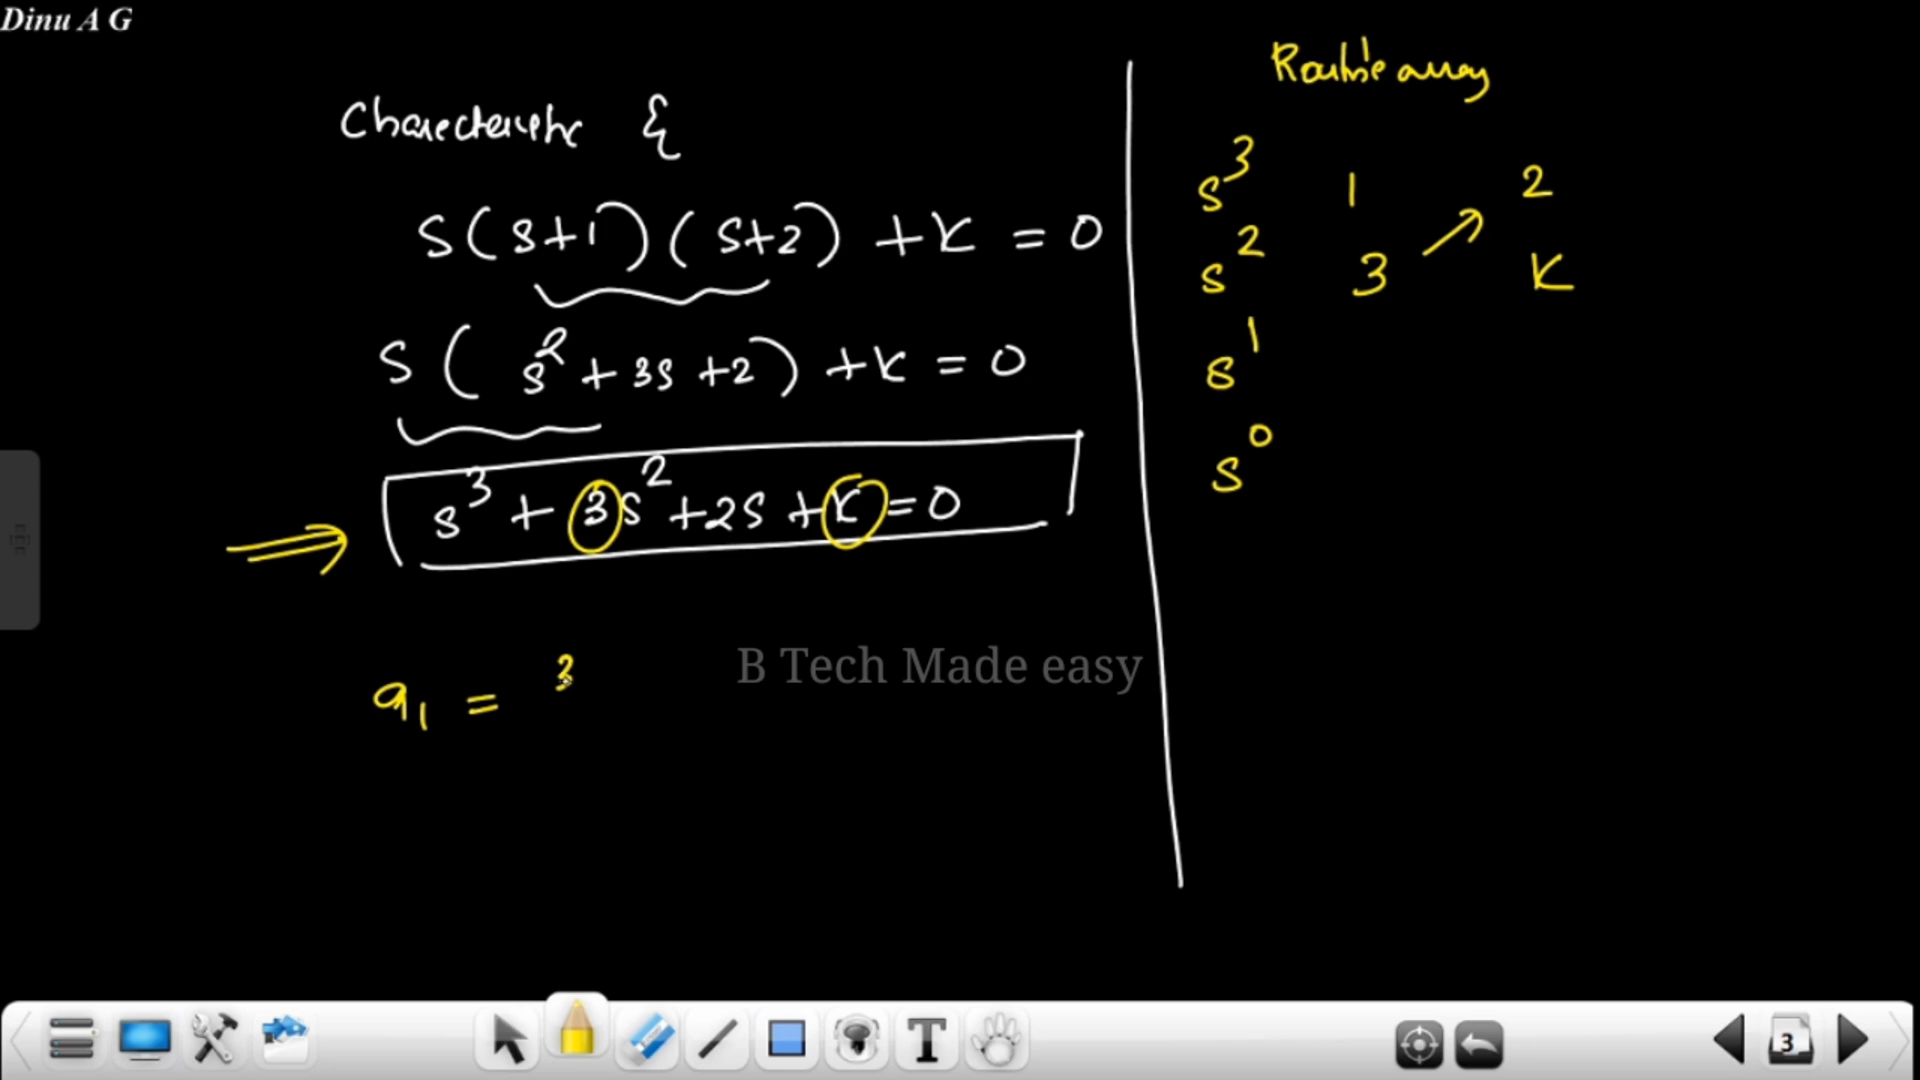 Dinu A G
Characteristic ξ
S(S+1)(S+2) + K = 0
S(s² + 3s + 2) + K = 0
s³ + 3s² + 2s + K = 0
a₁ = 3
B Tech Made easy
Routh's array
s³ 1 2
s² 3 K
s¹
s⁰
3